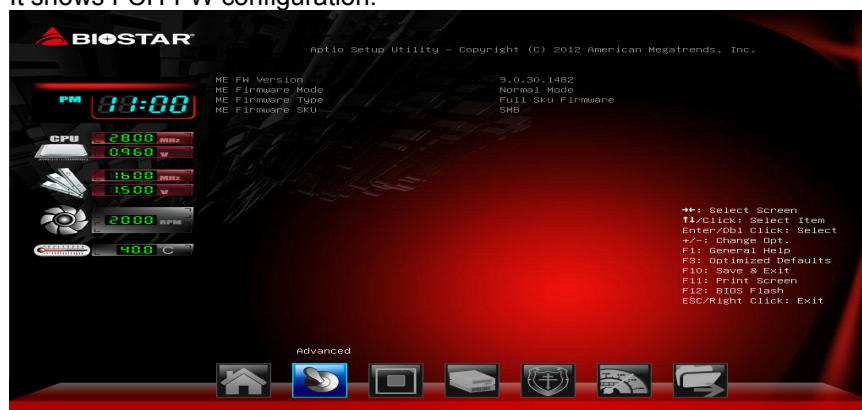 It shows PCH FW configuration.
BIOSTAR
Aptio Setup Utility - Copyright (C) 2012 American Megatrends, Inc.
ME FW Version 9.0.30.1482
ME Firmware Mode Normal Mode
ME Firmware Type Full Sku Firmware
ME Firmware SKU 5MB
PM 11:00
CPU 2800 MHz
0.960 V
1600 MHz
1.500 V
2000 RPM
40.0 C
→←: Select Screen
↑↓/Click: Select Item
Enter/Dbl Click: Select
+/-: Change Opt.
F1: General Help
F3: Optimized Defaults
F10: Save & Exit
F11: Print Screen
F12: BIOS Flash
ESC/Right Click: Exit
Advanced